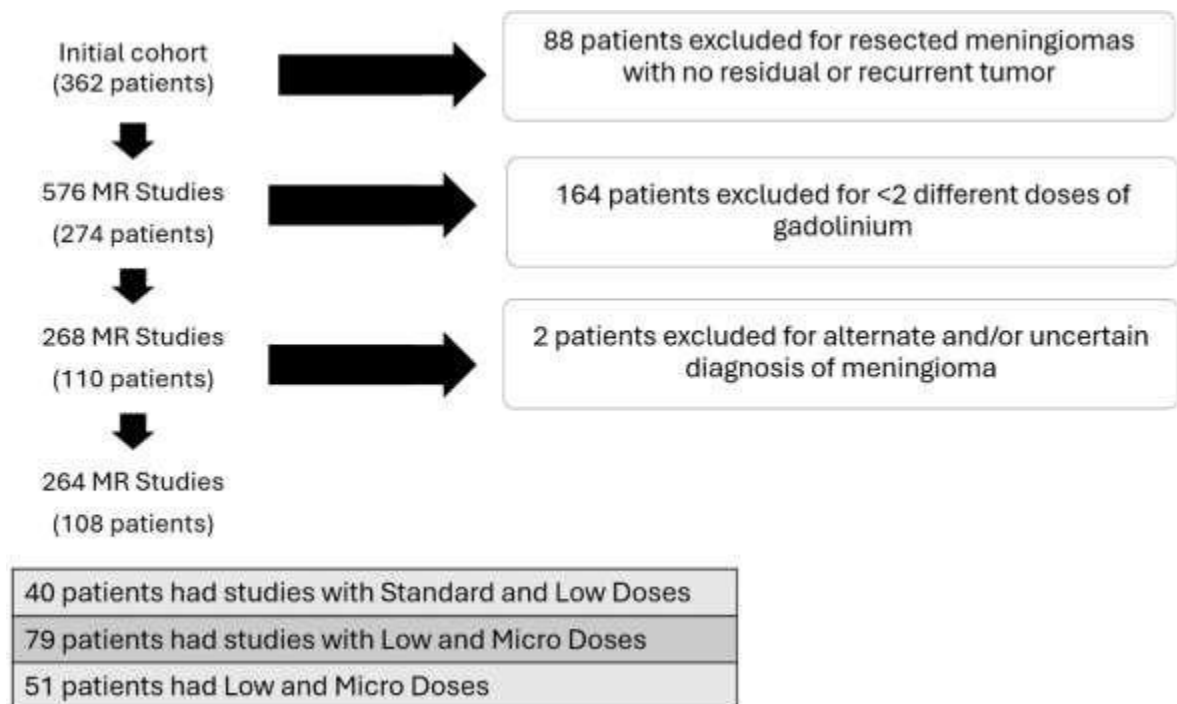 Initial cohort
(362 patients)
88 patients excluded for resected meningiomas
with no residual or recurrent tumor
576 MR Studies
(274 patients)
164 patients excluded for <2 different doses of
gadolinium
268 MR Studies
(110 patients)
2 patients excluded for alternate and/or uncertain
diagnosis of meningioma
264 MR Studies
(108 patients)
40 patients had studies with Standard and Low Doses
79 patients had studies with Low and Micro Doses
51 patients had Low and Micro Doses